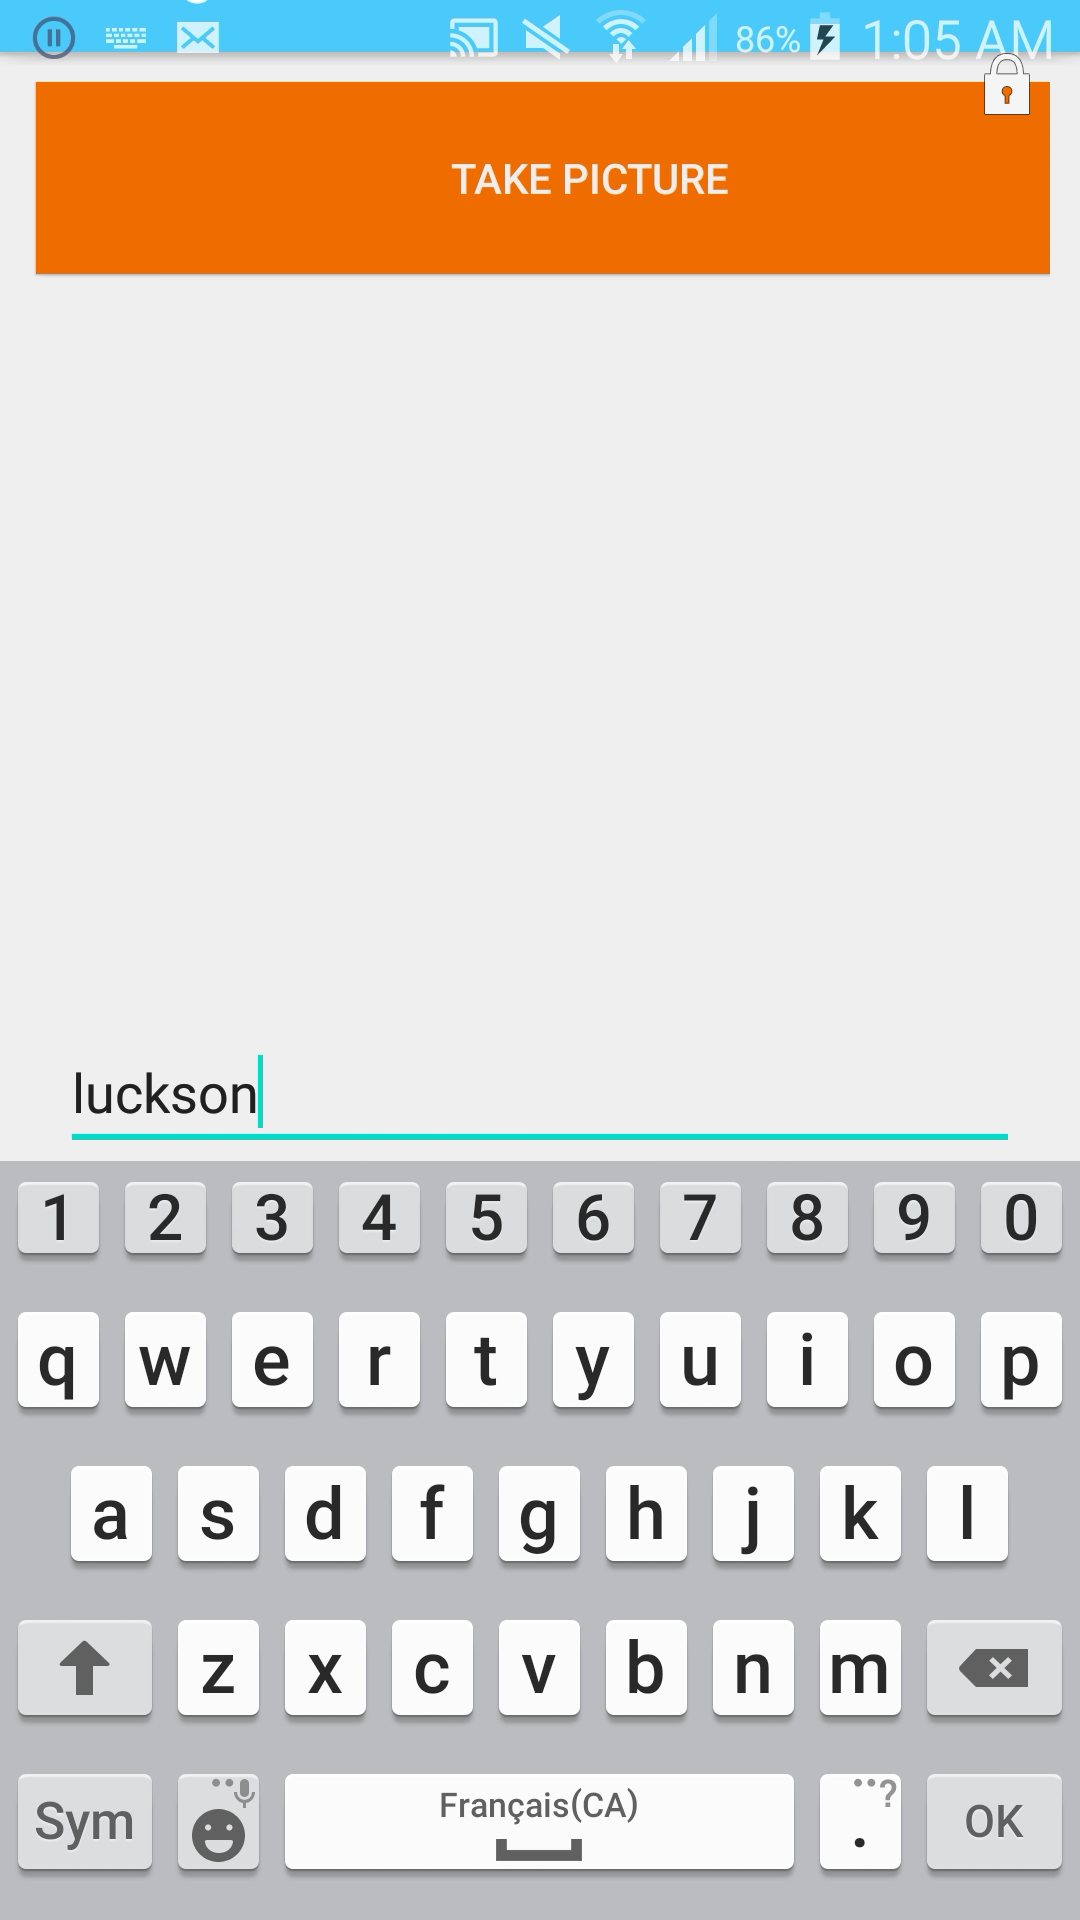 86% 1:05 AM
TAKE PICTURE
luckson
1 2 3 4 5 6 7 8 9 0
q w e r t y u i o p
a s d f g h j k l
z x c v b n m
Sym Français(CA) . ? OK